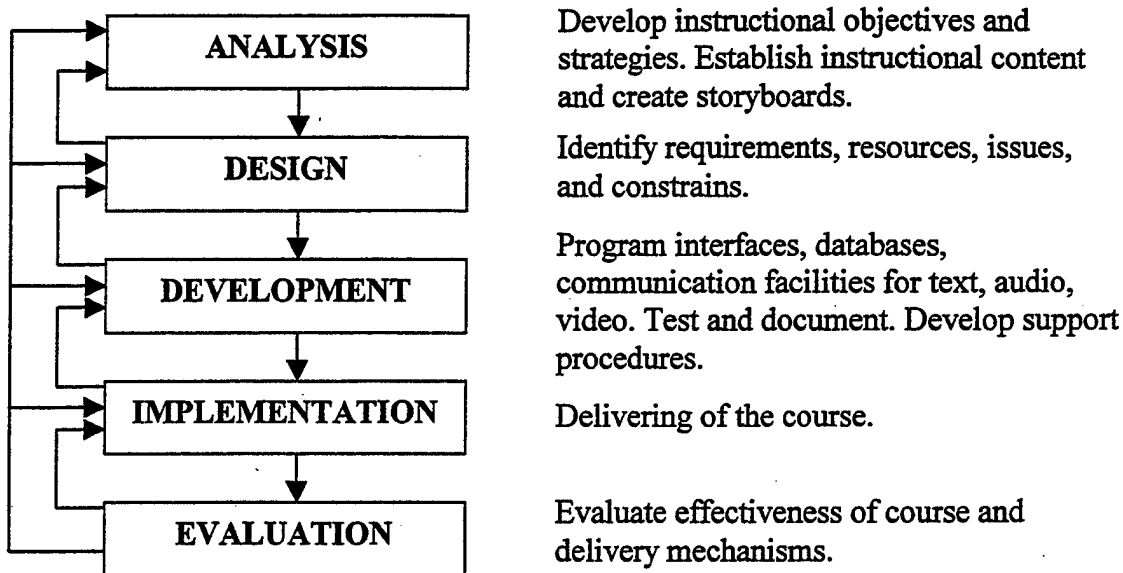 ANALYSIS
Develop instructional objectives and
strategies. Establish instructional content
and create storyboards.
DESIGN
Identify requirements, resources, issues,
and constrains.
DEVELOPMENT
Program interfaces, databases,
communication facilities for text, audio,
video. Test and document. Develop support
procedures.
IMPLEMENTATION
Delivering of the course.
EVALUATION
Evaluate effectiveness of course and
delivery mechanisms.